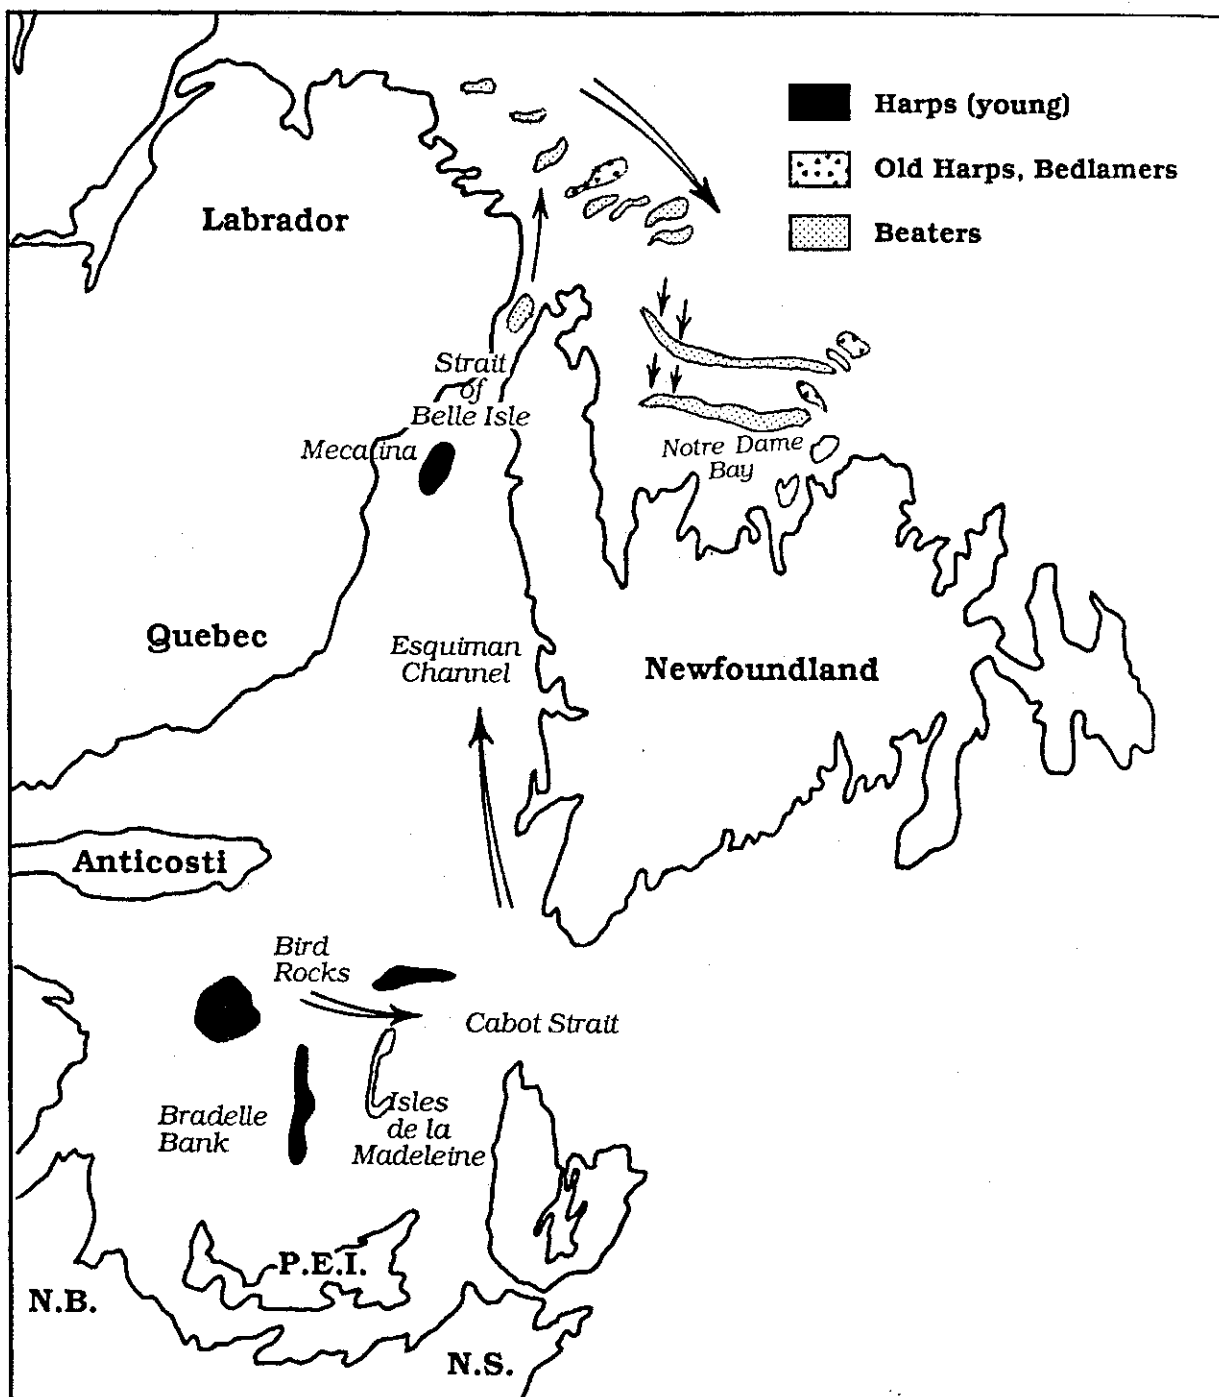 Harps (young)
Old Harps, Bedlamers
Beaters
Labrador
Strait
of
Belle Isle
Mecatina
Notre Dame
Bay
Quebec
Esquiman
Channel
Newfoundland
Anticosti
Bird
Rocks
Cabot Strait
Bradelle
Bank
Isles
de la
Madeleine
P.E.I.
N.B.
N.S.